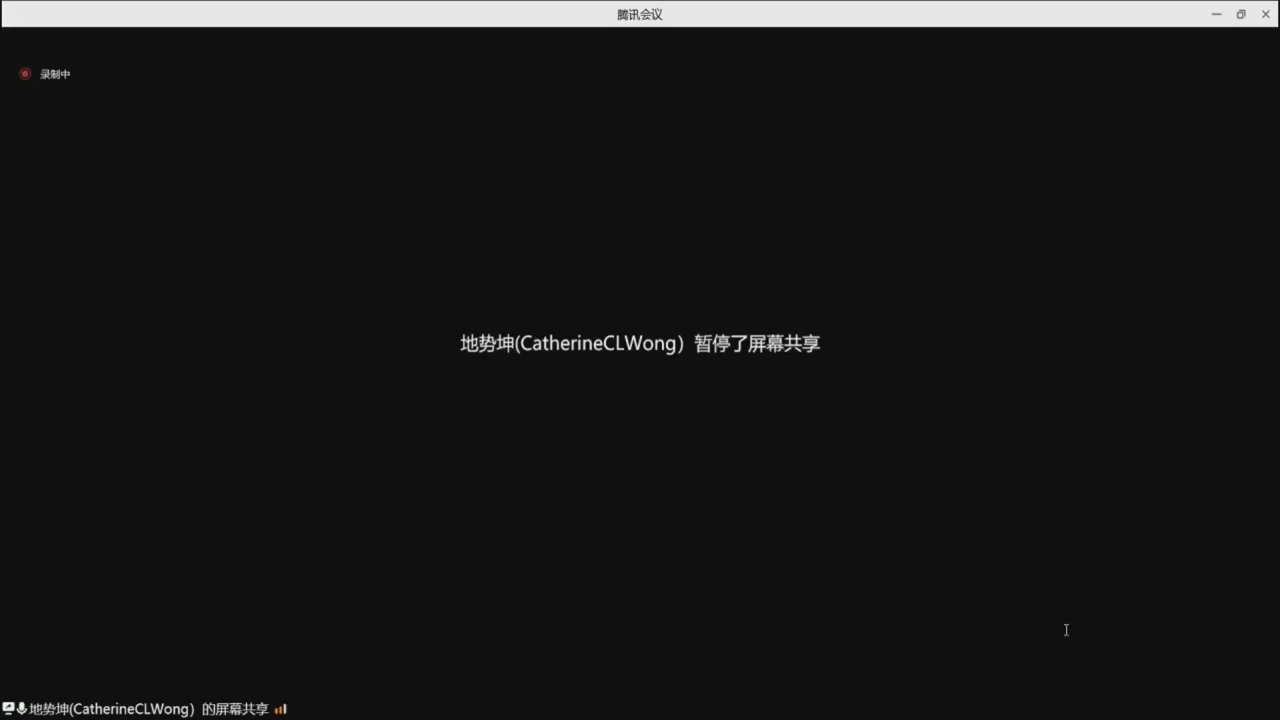 腾讯会议
录制中
地势坤(CatherineCLWong）暂停了屏幕共享
地势坤(CatherineCLWong）的屏幕共享